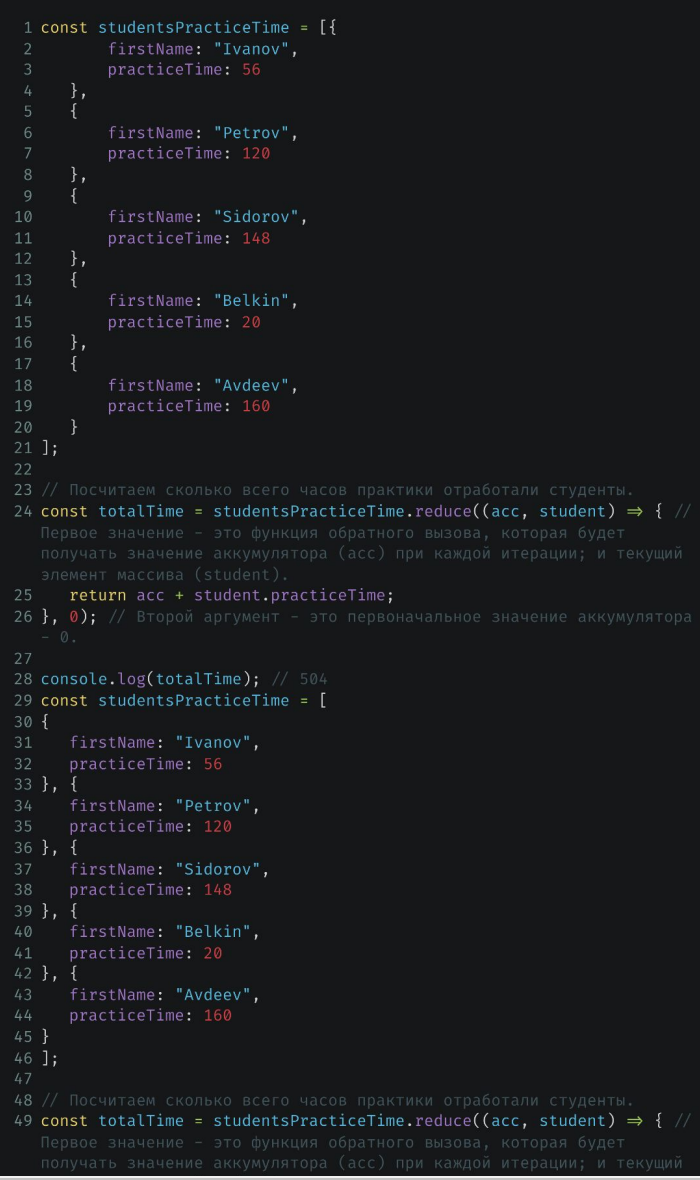 1 const studentsPracticeTime = [{
2 firstName: "Ivanov",
3 practiceTime: 56
4 },
5 {
6 firstName: "Petrov",
7 practiceTime: 120
8 },
9 {
10 firstName: "Sidorov",
11 practiceTime: 148
12 },
13 {
14 firstName: "Belkin",
15 practiceTime: 20
16 },
17 {
18 firstName: "Avdeev",
19 practiceTime: 160
20 }
21 ];
22
23 // Посчитаем сколько всего часов практики отработали студенты.
24 const totalTime = studentsPracticeTime.reduce((acc, student) ⇒ { //
Первое значение – это функция обратного вызова, которая будет
получать значение аккумулятора (acc) при каждой итерации; и текущий
элемент массива (student).
25 return acc + student.practiceTime;
26 }, 0); // Второй аргумент – это первоначальное значение аккумулятора
– 0.
27
28 console.log(totalTime); // 504
29 const studentsPracticeTime = [
30 {
31 firstName: "Ivanov",
32 practiceTime: 56
33 }, {
34 firstName: "Petrov",
35 practiceTime: 120
36 }, {
37 firstName: "Sidorov",
38 practiceTime: 148
39 }, {
40 firstName: "Belkin",
41 practiceTime: 20
42 }, {
43 firstName: "Avdeev",
44 practiceTime: 160
45 }
46 ];
47
48 // Посчитаем сколько всего часов практики отработали студенты.
49 const totalTime = studentsPracticeTime.reduce((acc, student) ⇒ { //
Первое значение – это функция обратного вызова, которая будет
получать значение аккумулятора (acc) при каждой итерации; и текущий